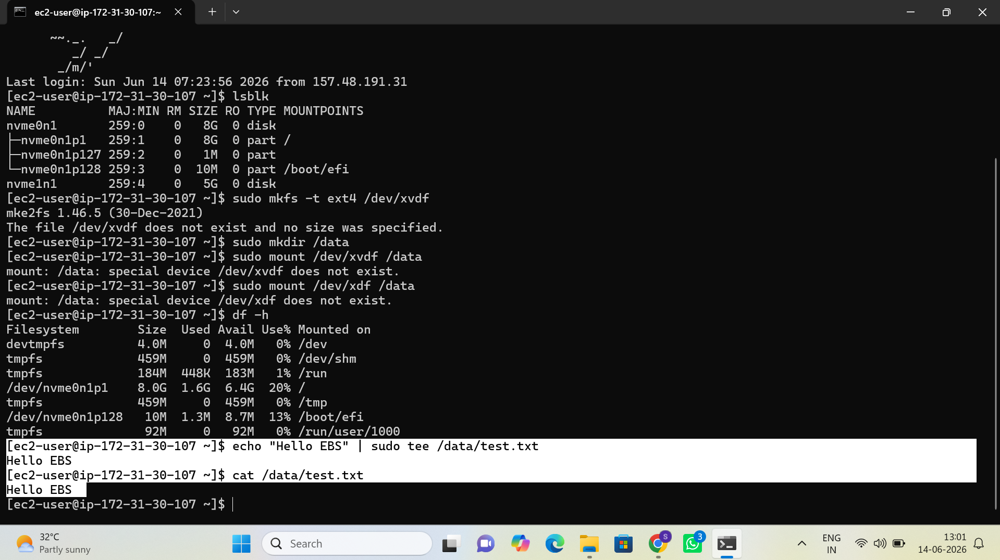 ec2-user@ip-172-31-30-107:~
~~._.   _/
_/ _/
_/m/'
Last login: Sun Jun 14 07:23:56 2026 from 157.48.191.31
[ec2-user@ip-172-31-30-107 ~]$ lsblk
NAME          MAJ:MIN RM SIZE RO TYPE MOUNTPOINTS
nvme0n1       259:0    0   8G  0 disk
├─nvme0n1p1   259:1    0   8G  0 part /
├─nvme0n1p127 259:2    0   1M  0 part
└─nvme0n1p128 259:3    0  10M  0 part /boot/efi
nvme1n1       259:4    0   5G  0 disk
[ec2-user@ip-172-31-30-107 ~]$ sudo mkfs -t ext4 /dev/xvdf
mke2fs 1.46.5 (30-Dec-2021)
The file /dev/xvdf does not exist and no size was specified.
[ec2-user@ip-172-31-30-107 ~]$ sudo mkdir /data
[ec2-user@ip-172-31-30-107 ~]$ sudo mount /dev/xvdf /data
mount: /data: special device /dev/xvdf does not exist.
[ec2-user@ip-172-31-30-107 ~]$ sudo mount /dev/xdf /data
mount: /data: special device /dev/xdf does not exist.
[ec2-user@ip-172-31-30-107 ~]$ df -h
Filesystem        Size  Used Avail Use% Mounted on
devtmpfs          4.0M     0  4.0M   0% /dev
tmpfs             459M     0  459M   0% /dev/shm
tmpfs             184M  448K  183M   1% /run
/dev/nvme0n1p1    8.0G  1.6G  6.4G  20% /
tmpfs             459M     0  459M   0% /tmp
/dev/nvme0n1p128   10M  1.3M  8.7M  13% /boot/efi
tmpfs              92M     0   92M   0% /run/user/1000
[ec2-user@ip-172-31-30-107 ~]$ echo "Hello EBS" | sudo tee /data/test.txt
Hello EBS
[ec2-user@ip-172-31-30-107 ~]$ cat /data/test.txt
Hello EBS
[ec2-user@ip-172-31-30-107 ~]$
32°C
Partly sunny
Search
S
3
ENG
IN
13:01
14-06-2026